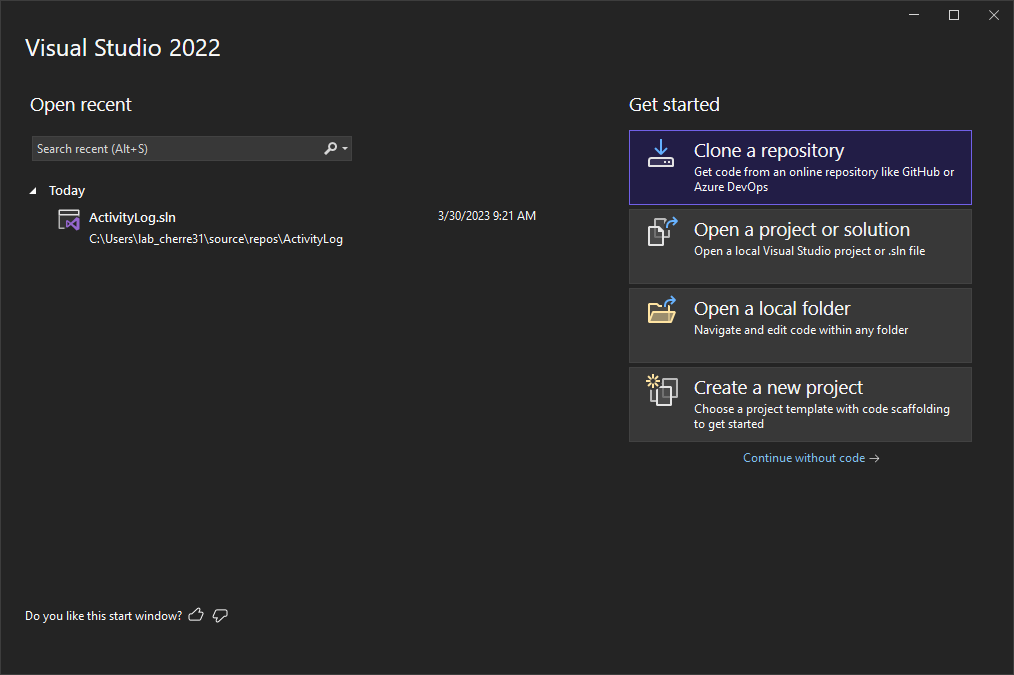 Visual Studio 2022
Open recent
Search recent (Alt+S)
Today
ActivityLog.sln
3/30/2023 9:21 AM
C:\Users\lab_cherre31\source\repos\ActivityLog
Get started
Clone a repository
Get code from an online repository like GitHub or
Azure DevOps
Open a project or solution
Open a local Visual Studio project or .sln file
Open a local folder
Navigate and edit code within any folder
Create a new project
Choose a project template with code scaffolding
to get started
Continue without code →
Do you like this start window?